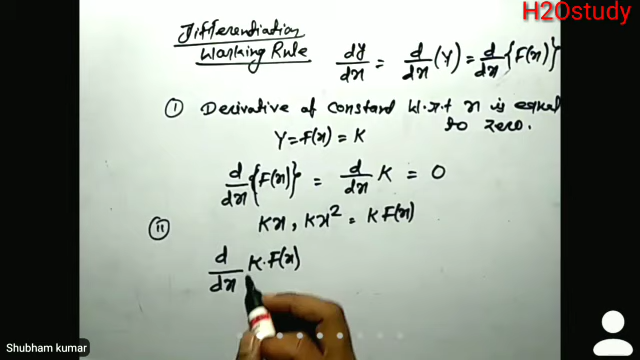 H2Ostudy
Differentiation
Working Rule
dy/dx = d/dx (Y) = d/dx {F(x)}
(i) Derivative of constant w.r.t x is equal
to zero.
Y = F(x) = K
d/dx {F(x)} = d/dx K = 0
(ii) Kx, Kx² = K F(x)
d/dx K·F(x)
Shubham kumar